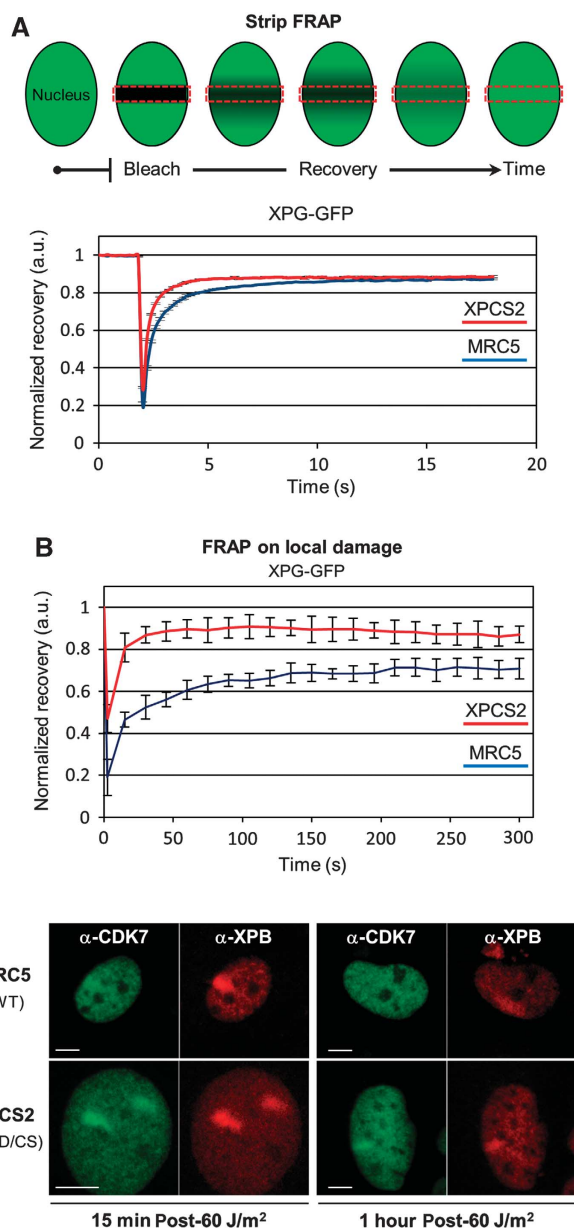 A
Strip FRAP
Nucleus
Bleach
Recovery
Time
XPG-GFP
Normalized recovery (a.u.)
1
0.8
0.6
0.4
0.2
0
0
5
10
15
20
XPCS2
MRC5
Time (s)
B
FRAP on local damage
XPG-GFP
Normalized recovery (a.u.)
1
0.8
0.6
0.4
0.2
0
0
50
100
150
200
250
300
XPCS2
MRC5
Time (s)
α-CDK7 α-XPB α-CDK7 α-XPB
RC5
WT)
CS2
D/CS)
15 min Post-60 J/m² 1 hour Post-60 J/m²